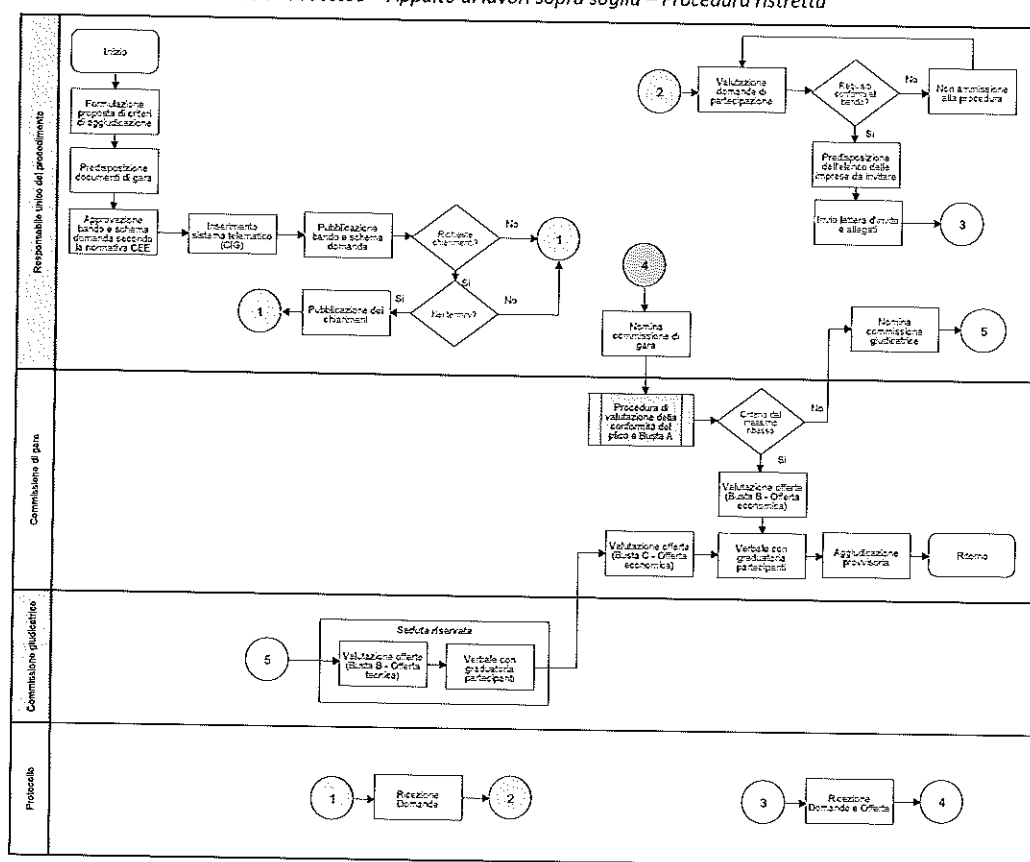 Appalto di lavori sopra soglia – Procedura ristretta
Responsabile Unico del procedimento
Inizio
Formulazione
proposta di criteri
di aggiudicazione
Predisposizione
documenti di gara
Approvazione
bando e schema
domanda secondo
la normativa CEE
Inserimento
sistema telematico
(CIG)
Pubblicazione
bando e schema
domanda
Richieste
chiarimenti?
No
1
Si
Nei termini?
No
Si
Pubblicazione dei
chiarimenti
1
2
Valutazione
domande di
partecipazione
Requisiti
conformi al
bando?
No
Non ammissione
alla procedura
Si
Predisposizione
dell'elenco delle
imprese da invitare
Invio lettera d'invito
e allegati
3
4
Nomina
commissione di
gara
Nomina
commissione
giudicatrice
5
Commissione di gara
Procedura di
valutazione della
conformità del
plico e Busta A
Criterio del
massimo
ribasso
No
Si
Valutazione offerte
(Busta B - Offerta
economica)
Valutazione offerte
(Busta C - Offerta
economica)
Verbale con
graduatoria
partecipanti
Aggiudicazione
provvisoria
Ritorno
Commissione giudicatrice
5
Seduta riservata
Valutazione offerte
(Busta B - Offerta
tecnica)
Verbale con
graduatoria
partecipanti
Protocollo
1
Ricezione
Domande
2
3
Ricezione
Domande e Offerte
4